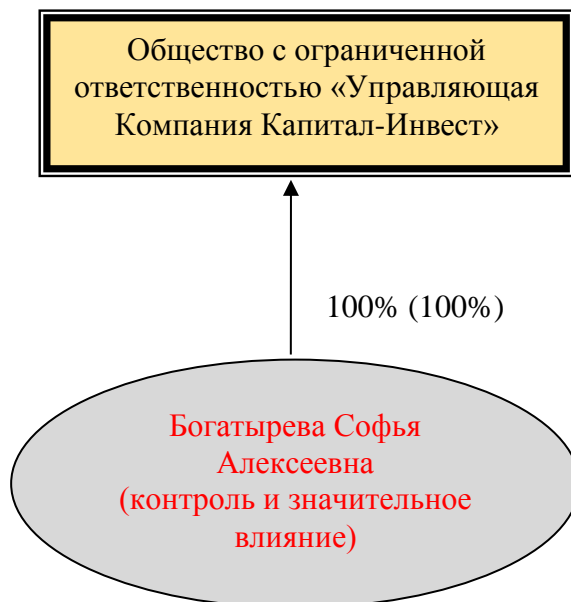 Общество с ограниченной
ответственностью «Управляющая
Компания Капитал-Инвест»
100% (100%)
Богатырева Софья
Алексеевна
(контроль и значительное
влияние)